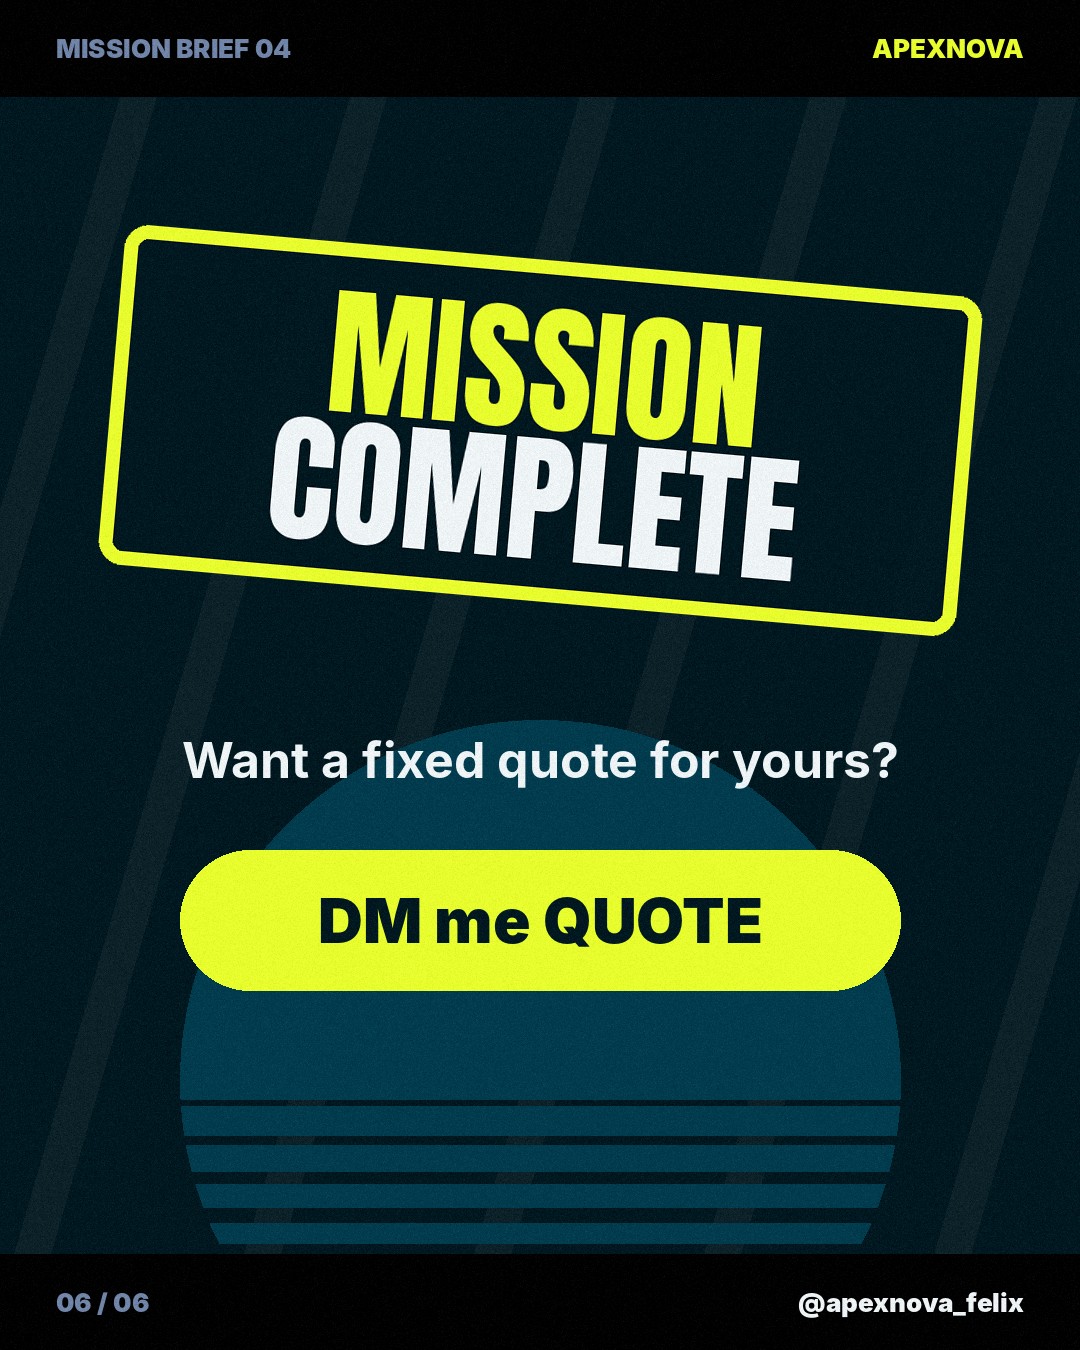 MISSION BRIEF 04
APEXNOVA
MISSION
COMPLETE
Want a fixed quote for yours?
DM me QUOTE
06 / 06
@apexnova_felix